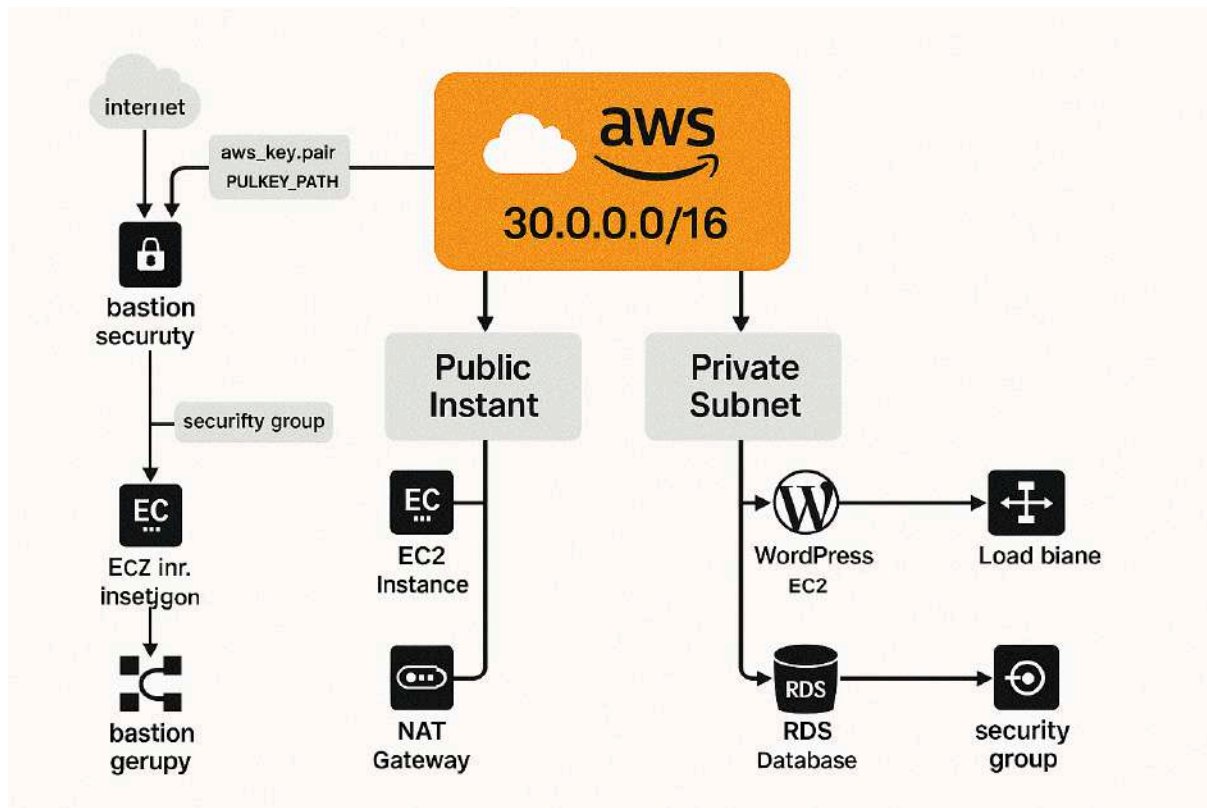 internet
aws_key.pair
PULKEY_PATH
aws
30.0.0.0/16
bastion
securuty
Public
Instant
Private
Subnet
securifty group
EC
ECZ inr.
insetjgon
EC
EC2
Instance
W
WordPress
EC2
Load biane
bastion
gerupy
NAT
Gateway
RDS
RDS
Database
security
group